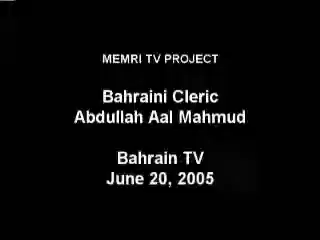 MEMRI TV PROJECT
Bahraini Cleric
Abdullah Aal Mahmud
Bahrain TV
June 20, 2005